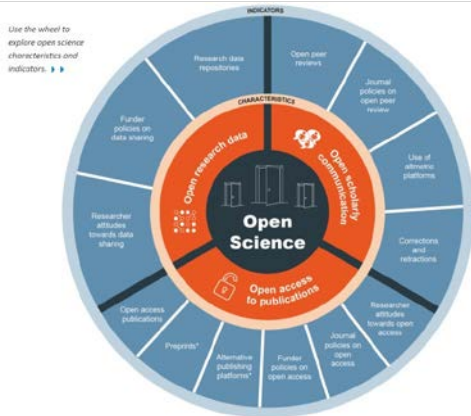 Use the wheel to
explore open science
characteristics and
indicators.
INDICATORS
Open peer
reviews
Journal policies
on open peer
review
Use of
altmetric
platforms
Corrections
and
retractions
Researcher
attitudes
towards open
access
Journal
policies on
open
access
Funder
policies on
open access
Alternative
publishing
platforms*
Preprints*
Open access
publications
Researcher
attitudes
towards data
sharing
Funder
policies on
data sharing
Research data
repositories
CHARACTERISTICS
Open research data
Open scholarly
communication
Open access
to publications
Open
Science